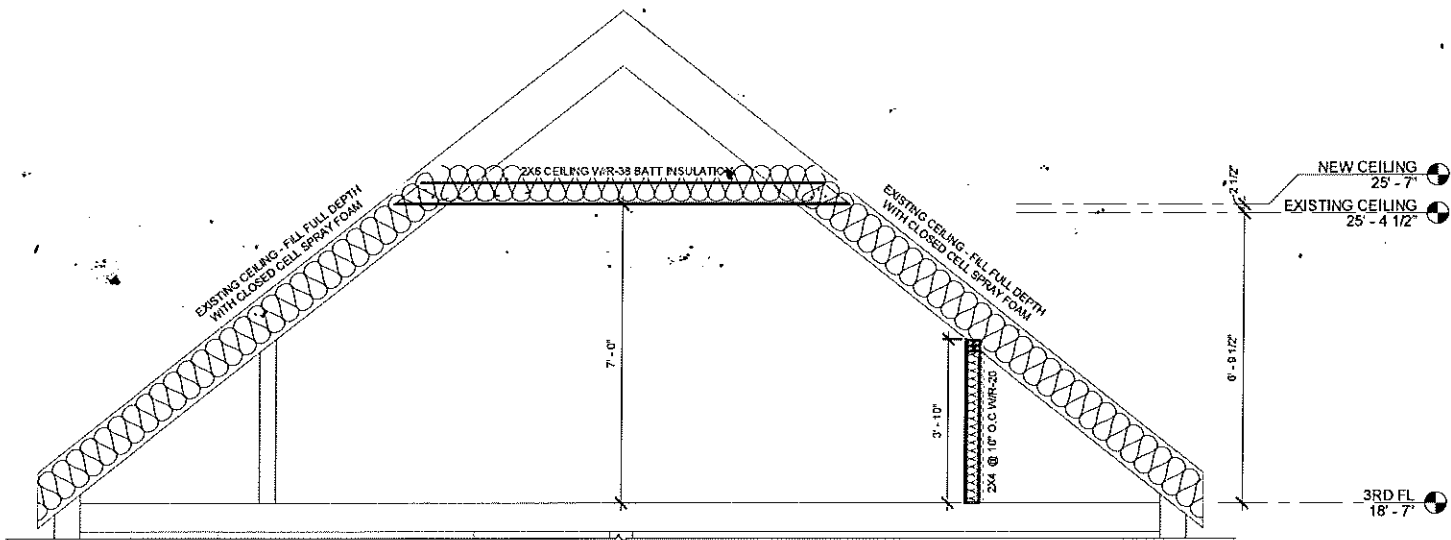 2X6 CEILING W/R-38 BATT INSULATION
EXISTING CEILING - FILL FULL DEPTH
WITH CLOSED CELL SPRAY FOAM
EXISTING CEILING - FILL FULL DEPTH
WITH CLOSED CELL SPRAY FOAM
NEW CEILING
25' - 7"
2 1/2"
EXISTING CEILING
25' - 4 1/2"
7' - 0"
3' - 10"
2X4 @ 10" O.C W/R-20
6' - 9 1/2"
3RD FL
18' - 7"